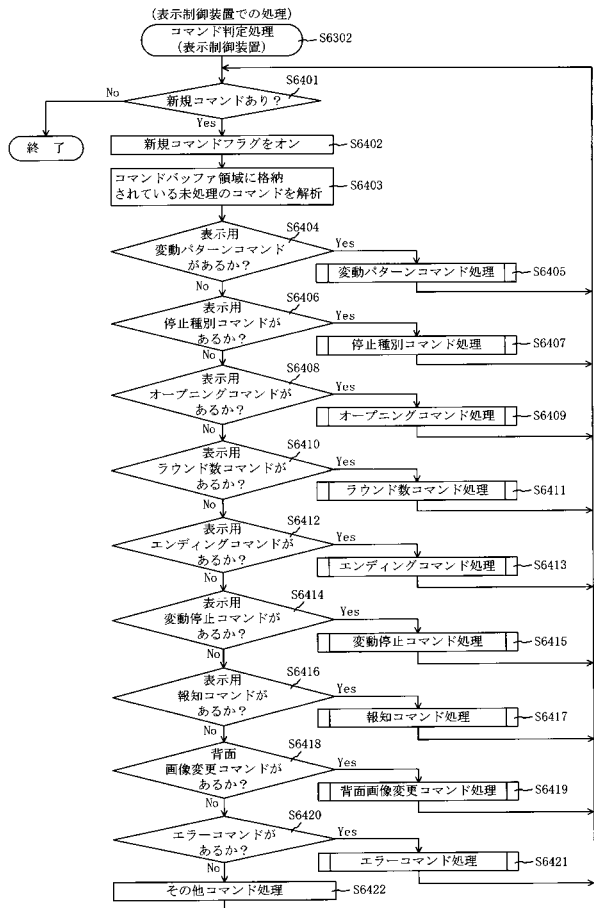 (表示制御装置での処理)
コマンド判定処理
(表示制御装置)
S6302
S6401
No
新規コマンドあり?
Yes
終 了
新規コマンドフラグをオン
S6402
コマンドバッファ領域に格納
されている未処理のコマンドを解析
S6403
S6404
表示用
変動パターンコマンド
があるか?
Yes
No
変動パターンコマンド処理
S6405
S6406
表示用
停止種別コマンドが
あるか?
Yes
No
停止種別コマンド処理
S6407
S6408
表示用
オープニングコマンドが
あるか?
Yes
No
オープニングコマンド処理
S6409
S6410
表示用
ラウンド数コマンドが
あるか?
Yes
No
ラウンド数コマンド処理
S6411
S6412
表示用
エンディングコマンドが
あるか?
Yes
No
エンディングコマンド処理
S6413
S6414
表示用
変動停止コマンドが
あるか?
Yes
No
変動停止コマンド処理
S6415
S6416
表示用
報知コマンドが
あるか?
Yes
No
報知コマンド処理
S6417
S6418
背面
画像変更コマンドが
あるか?
Yes
No
背面画像変更コマンド処理
S6419
S6420
エラーコマンドが
あるか?
Yes
No
エラーコマンド処理
S6421
その他コマンド処理
S6422